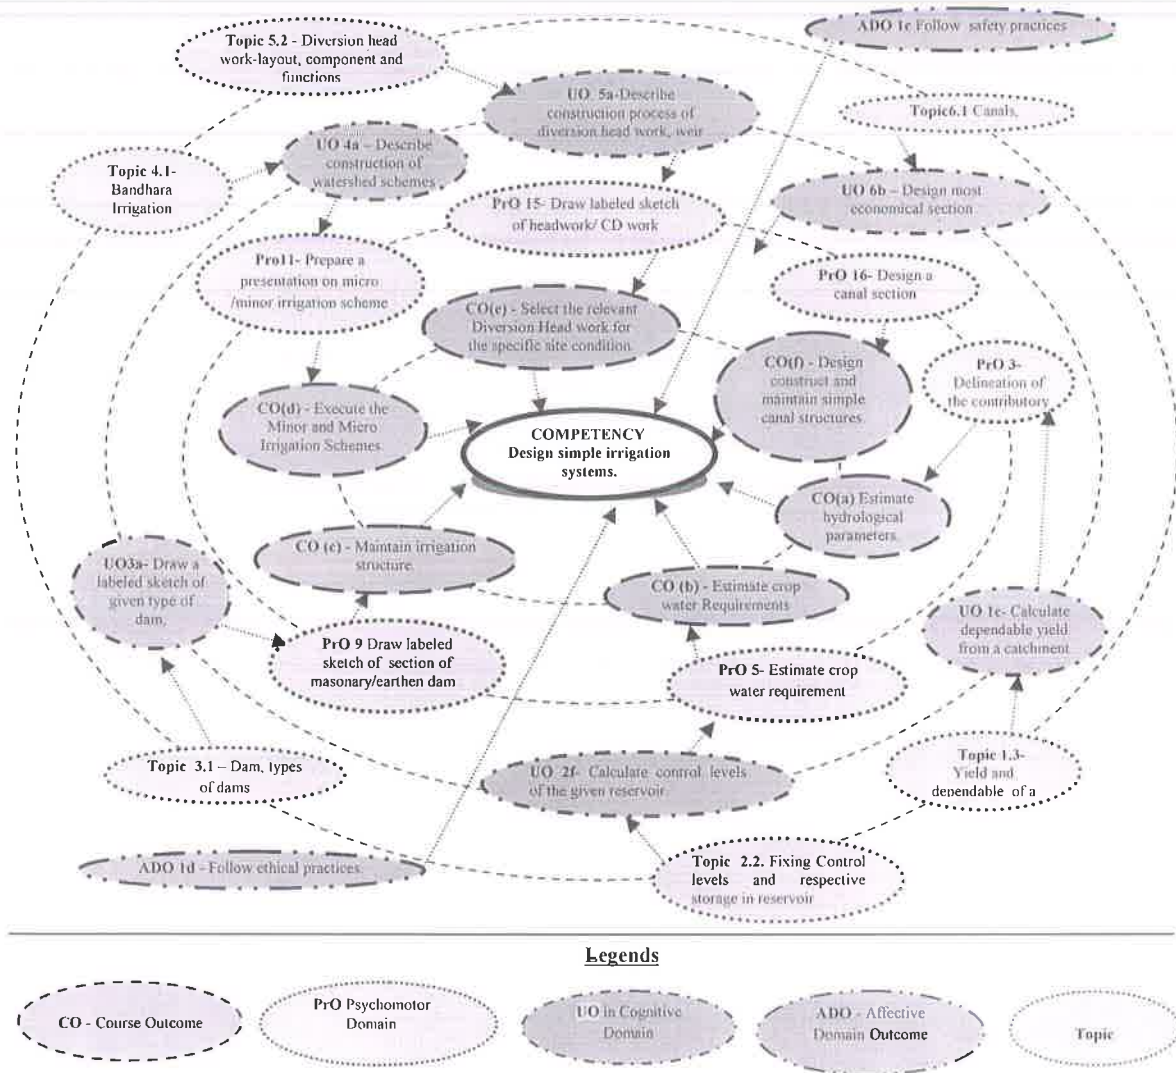 Topic 5.2 - Diversion head
work-layout, component and
functions
ADO 1c Follow safety practices
UO. 5a-Describe
construction process of
diversion head work, weir
Topic6.1 Canals,
UO 4a – Describe
construction of
watershed schemes
Topic 4.1-
Bandhara
Irrigation
UO 6b – Design most
economical section
PrO 15- Draw labeled sketch
of headwork/ CD work
Pro11- Prepare a
presentation on micro
/minor irrigation scheme
PrO 16- Design a
canal section
CO(e) - Select the relevant
Diversion Head work for
the specific site condition.
CO(f) - Design
construct and
maintain simple
canal structures.
PrO 3-
Delineation of
the contributory
CO(d) - Execute the
Minor and Micro
Irrigation Schemes.
COMPETENCY
Design simple irrigation
systems.
CO(a) Estimate
hydrological
parameters.
CO (c) - Maintain irrigation
structure.
UO3a- Draw a
labeled sketch of
given type of
dam,
CO (b) - Estimate crop
water Requirements
UO 1c- Calculate
dependable yield
from a catchment
PrO 9 Draw labeled
sketch of section of
masonary/earthen dam
PrO 5- Estimate crop
water requirement
Topic 3.1 – Dam, types
of dams
UO 2f- Calculate control levels
of the given reservoir.
Topic 1.3-
Yield and
dependable of a
ADO 1d - Follow ethical practices
Topic 2.2. Fixing Control
levels and respective
storage in reservoir
Legends
CO - Course Outcome
PrO Psychomotor
Domain
UO in Cognitive
Domain
ADO - Affective
Domain Outcome
Topic